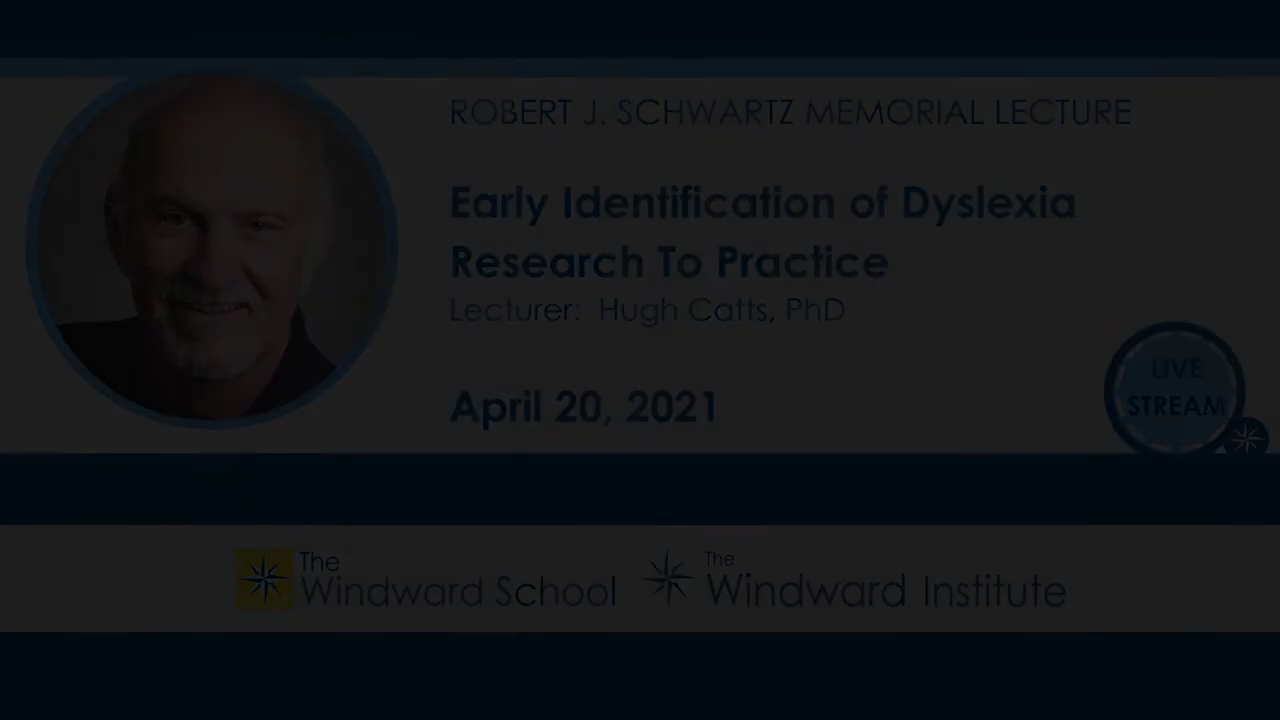 ROBERT J. SCHWARTZ MEMORIAL LECTURE
Early Identification of Dyslexia
Research To Practice
Lecturer: Hugh Catts, PhD
April 20, 2021
LIVE
STREAM
The
Windward School
The
Windward Institute